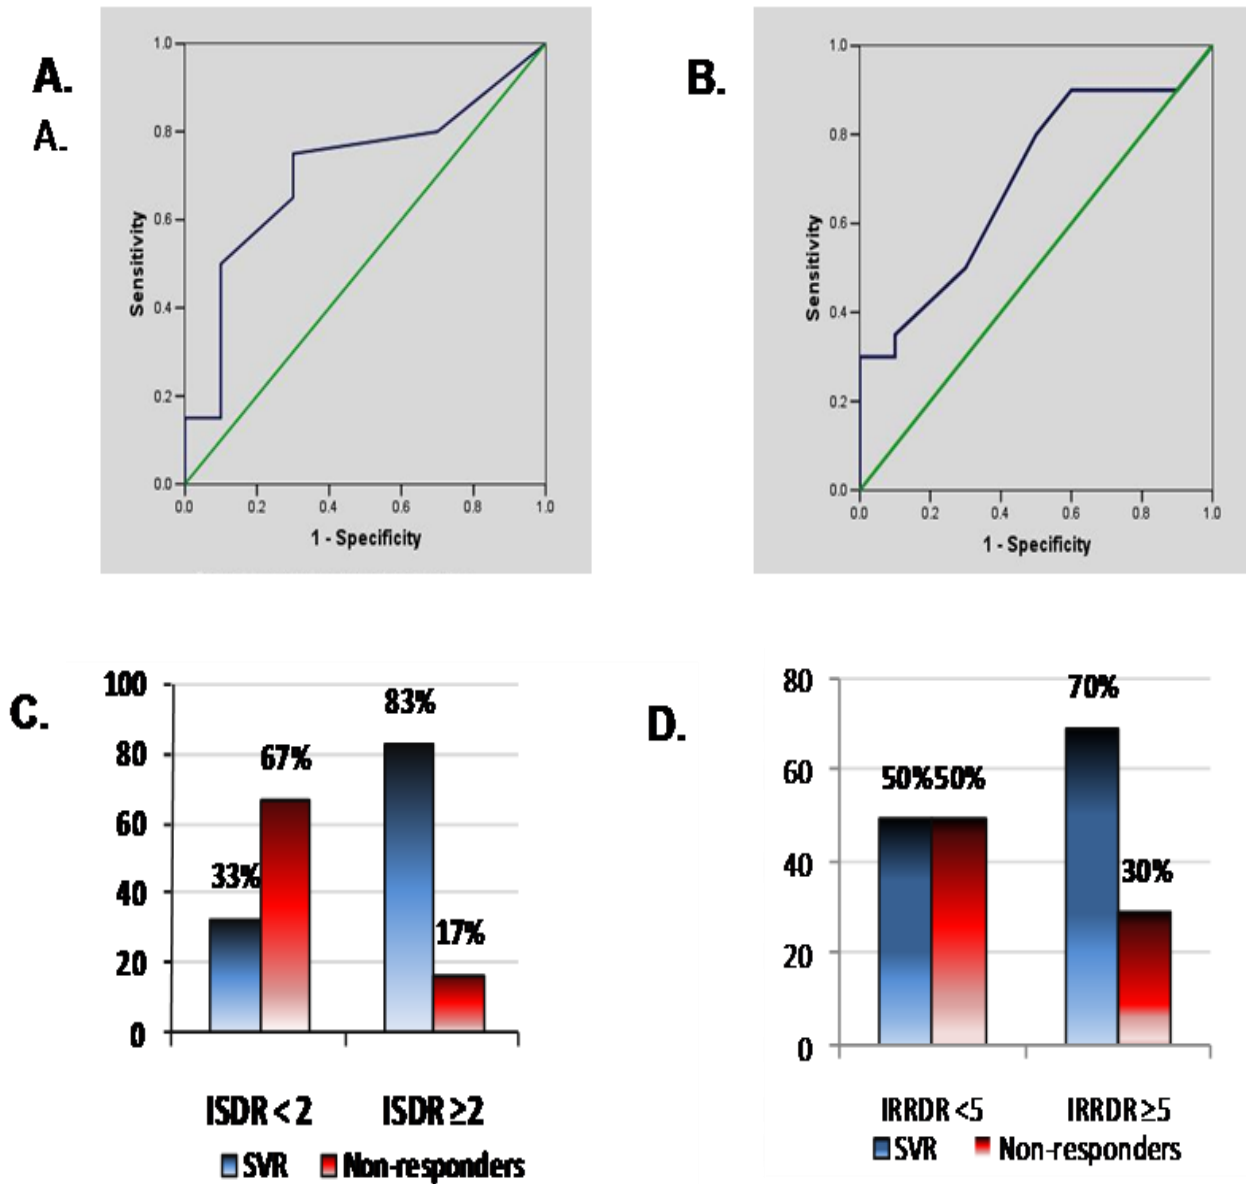 A.
A.
1.0
0.8
0.6
0.4
0.2
0.0
Sensitivity
0.0 0.2 0.4 0.6 0.8 1.0
1 - Specificity
B.
1.0
0.8
0.6
0.4
0.2
0.0
Sensitivity
0.0 0.2 0.4 0.6 0.8 1.0
1 - Specificity
C.
100
80
60
40
20
0
33%
67%
83%
17%
ISDR < 2 ISDR ≥2
SVR Non-responders
D.
80
60
40
20
0
50% 50%
70%
30%
IRRDR <5 IRRDR ≥5
SVR Non-responders